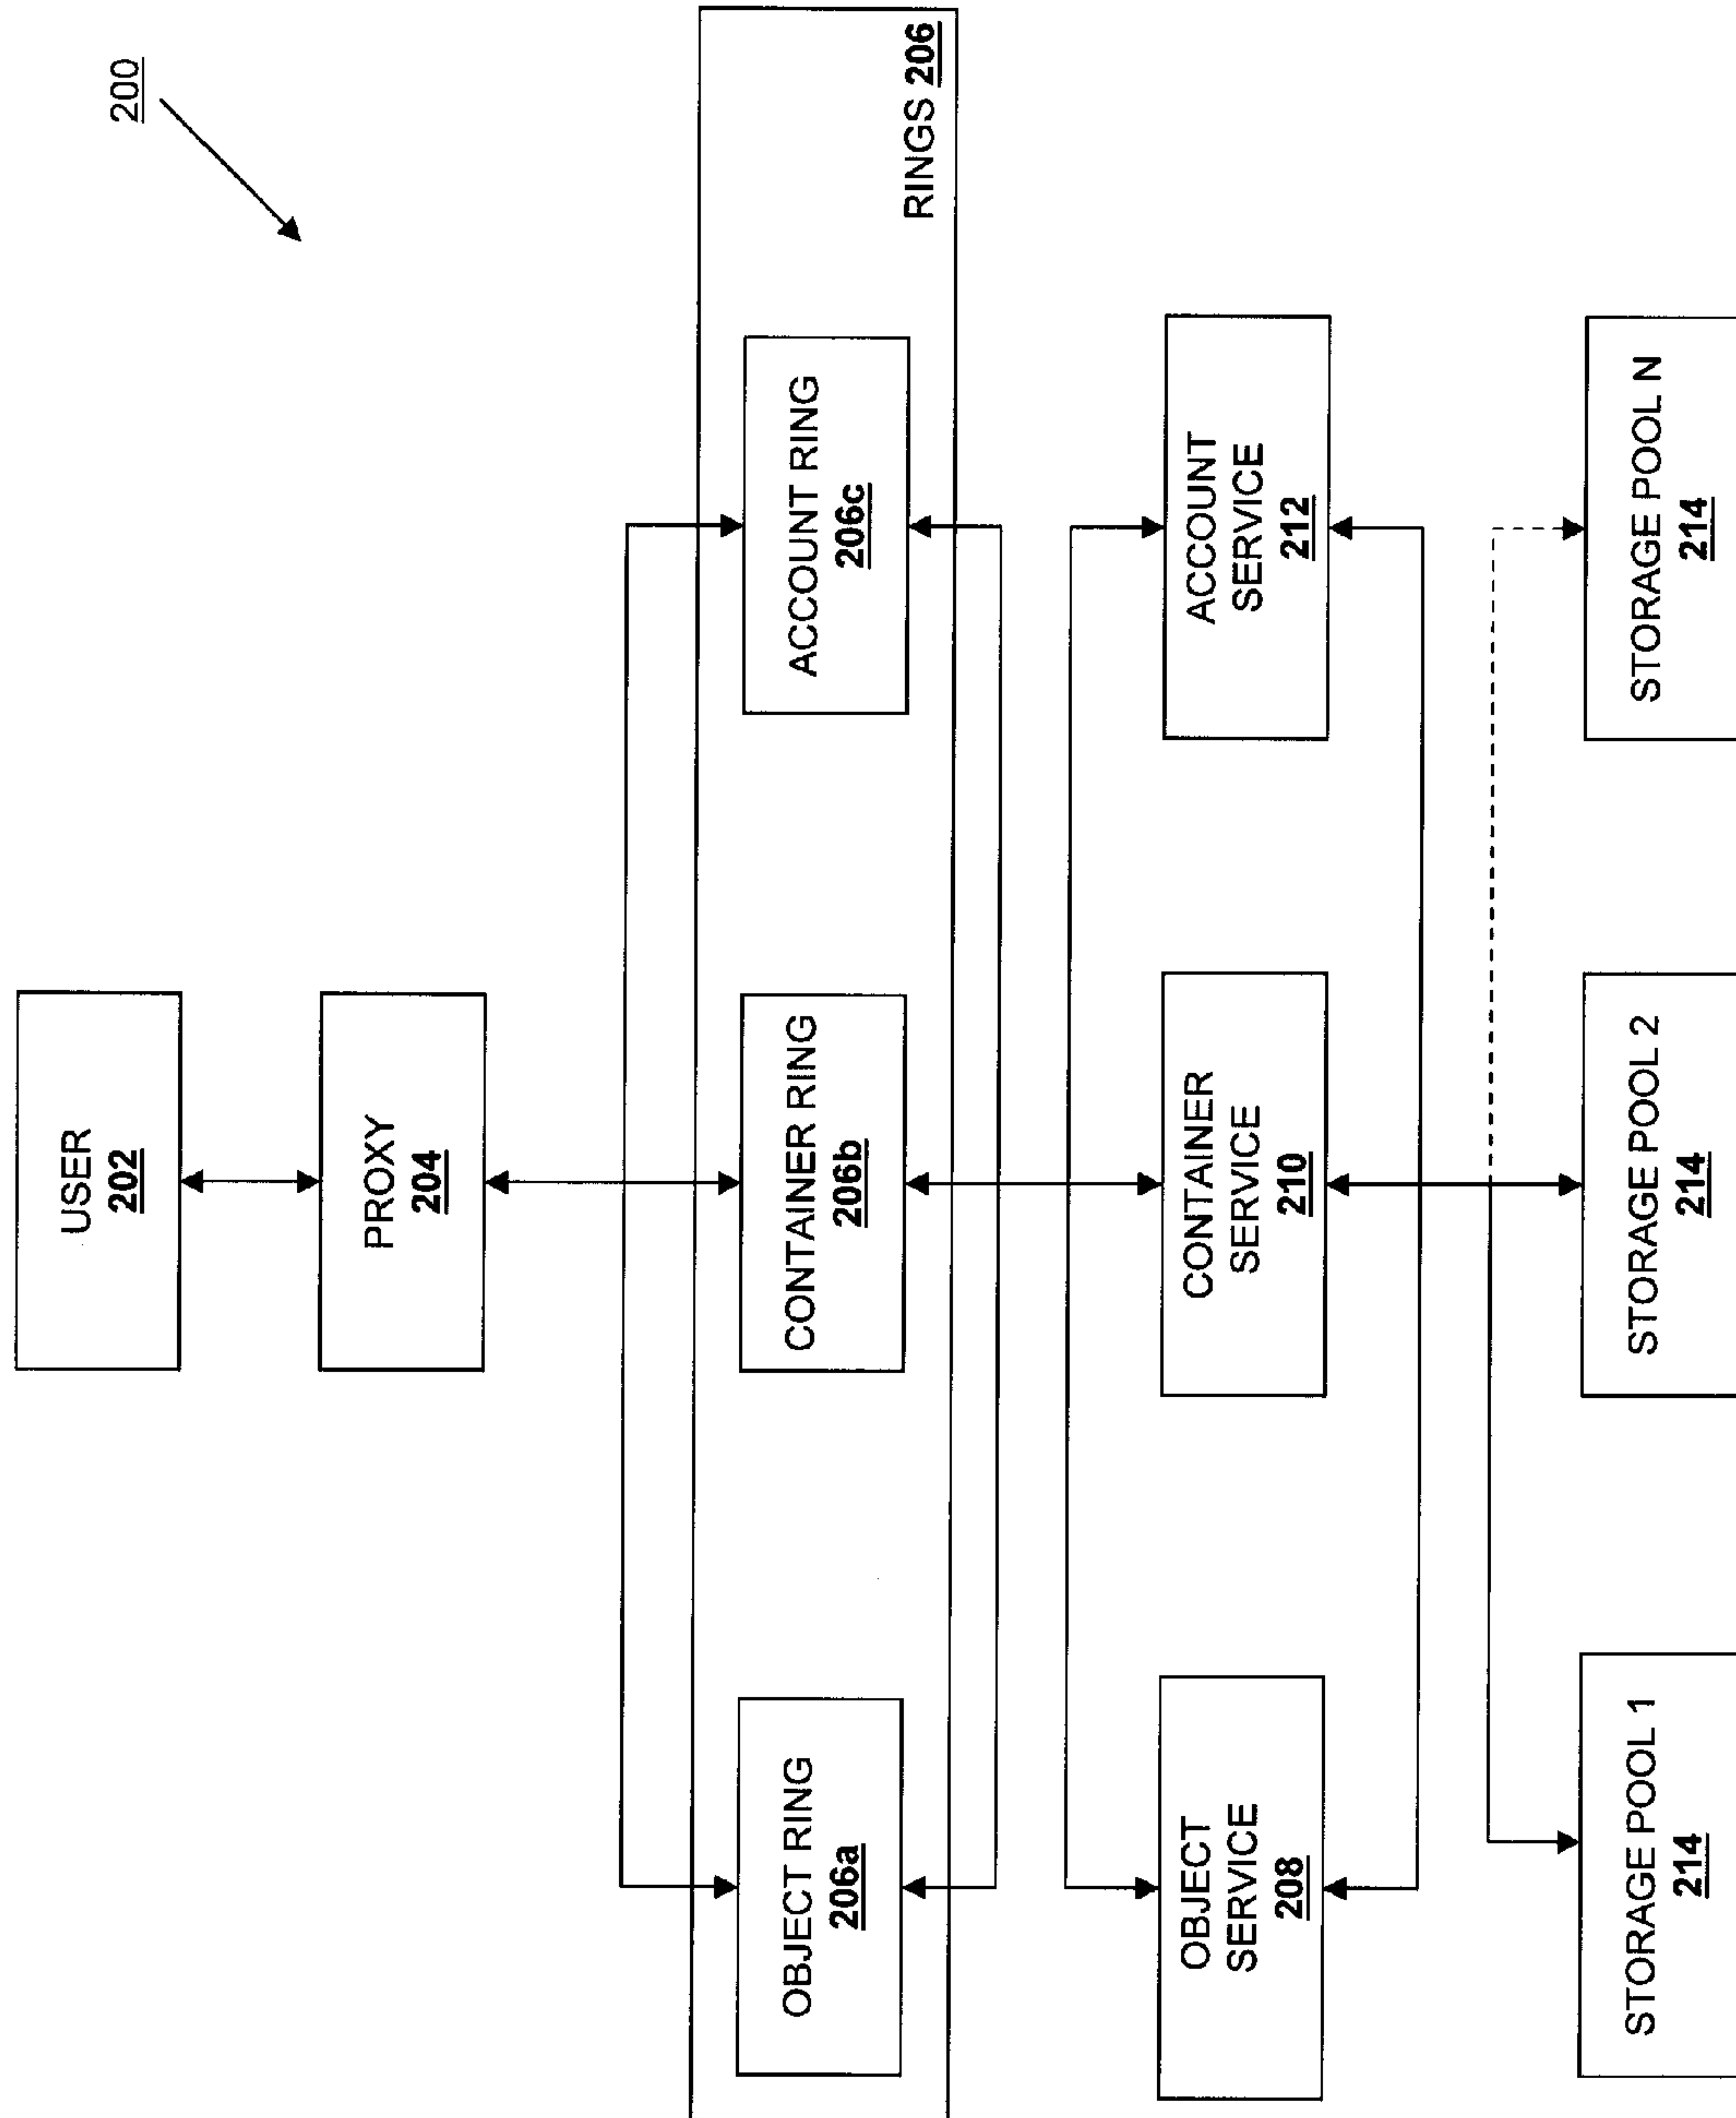 200
USER
202
PROXY
204
RINGS 206
OBJECT RING
206a
CONTAINER RING
206b
ACCOUNT RING
206c
OBJECT
SERVICE
208
CONTAINER
SERVICE
210
ACCOUNT
SERVICE
212
STORAGE POOL 1
214
STORAGE POOL 2
214
STORAGE POOL N
214